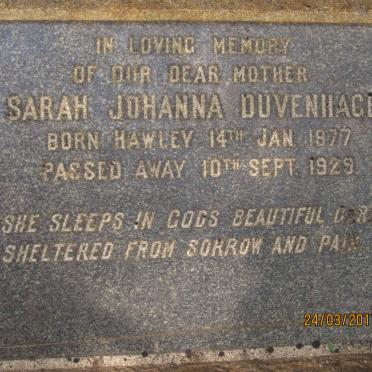 IN LOVING MEMORY
OF OUR DEAR MOTHER
SARAH JOHANNA DUVENHAGE
BORN HAWLEY 14TH JAN. 1877
PASSED AWAY 10TH SEPT. 1929.
SHE SLEEPS IN GODS BEAUTIFUL
SHELTERED FROM SORROW AND PAIN
24/03/201